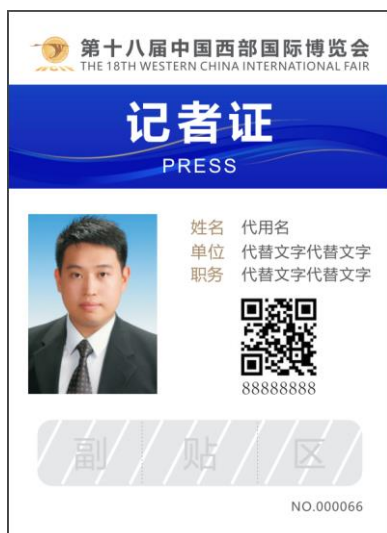 第十八届中国西部国际博览会
THE 18TH WESTERN CHINA INTERNATIONAL FAIR
记者证
PRESS
姓名 代用名
单位 代替文字代替文字
职务 代替文字代替文字
88888888
副贴区
NO.000066